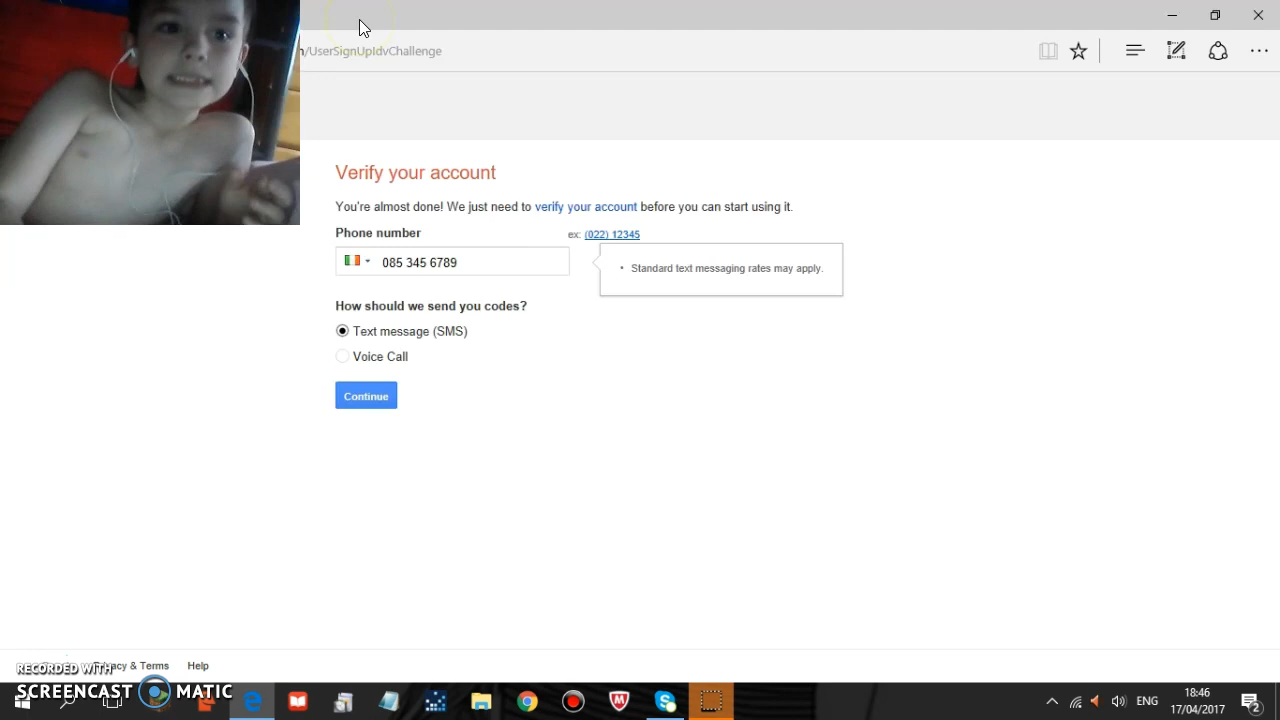 /UserSignUpIdvChallenge
Verify your account
You're almost done! We just need to verify your account before you can start using it.
Phone number
ex: (022) 12345
085 345 6789
• Standard text messaging rates may apply.
How should we send you codes?
Text message (SMS)
Voice Call
Continue
RECORDED WITH
& Terms
Help
SCREENCAST MATIC
ENG
18:46
17/04/2017
2